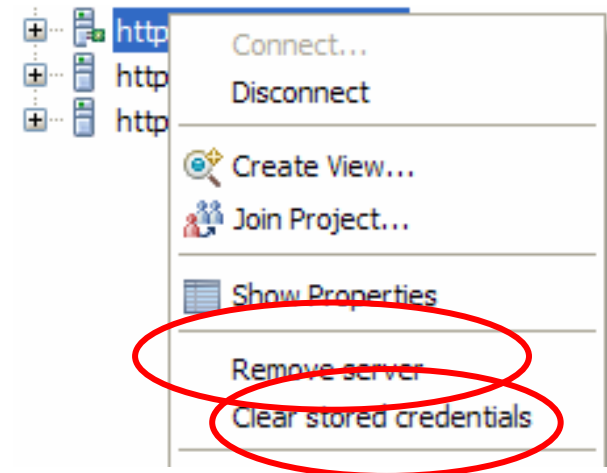 http
Connect...
http
Disconnect
http
Create View...
Join Project...
Show Properties
Remove server
Clear stored credentials